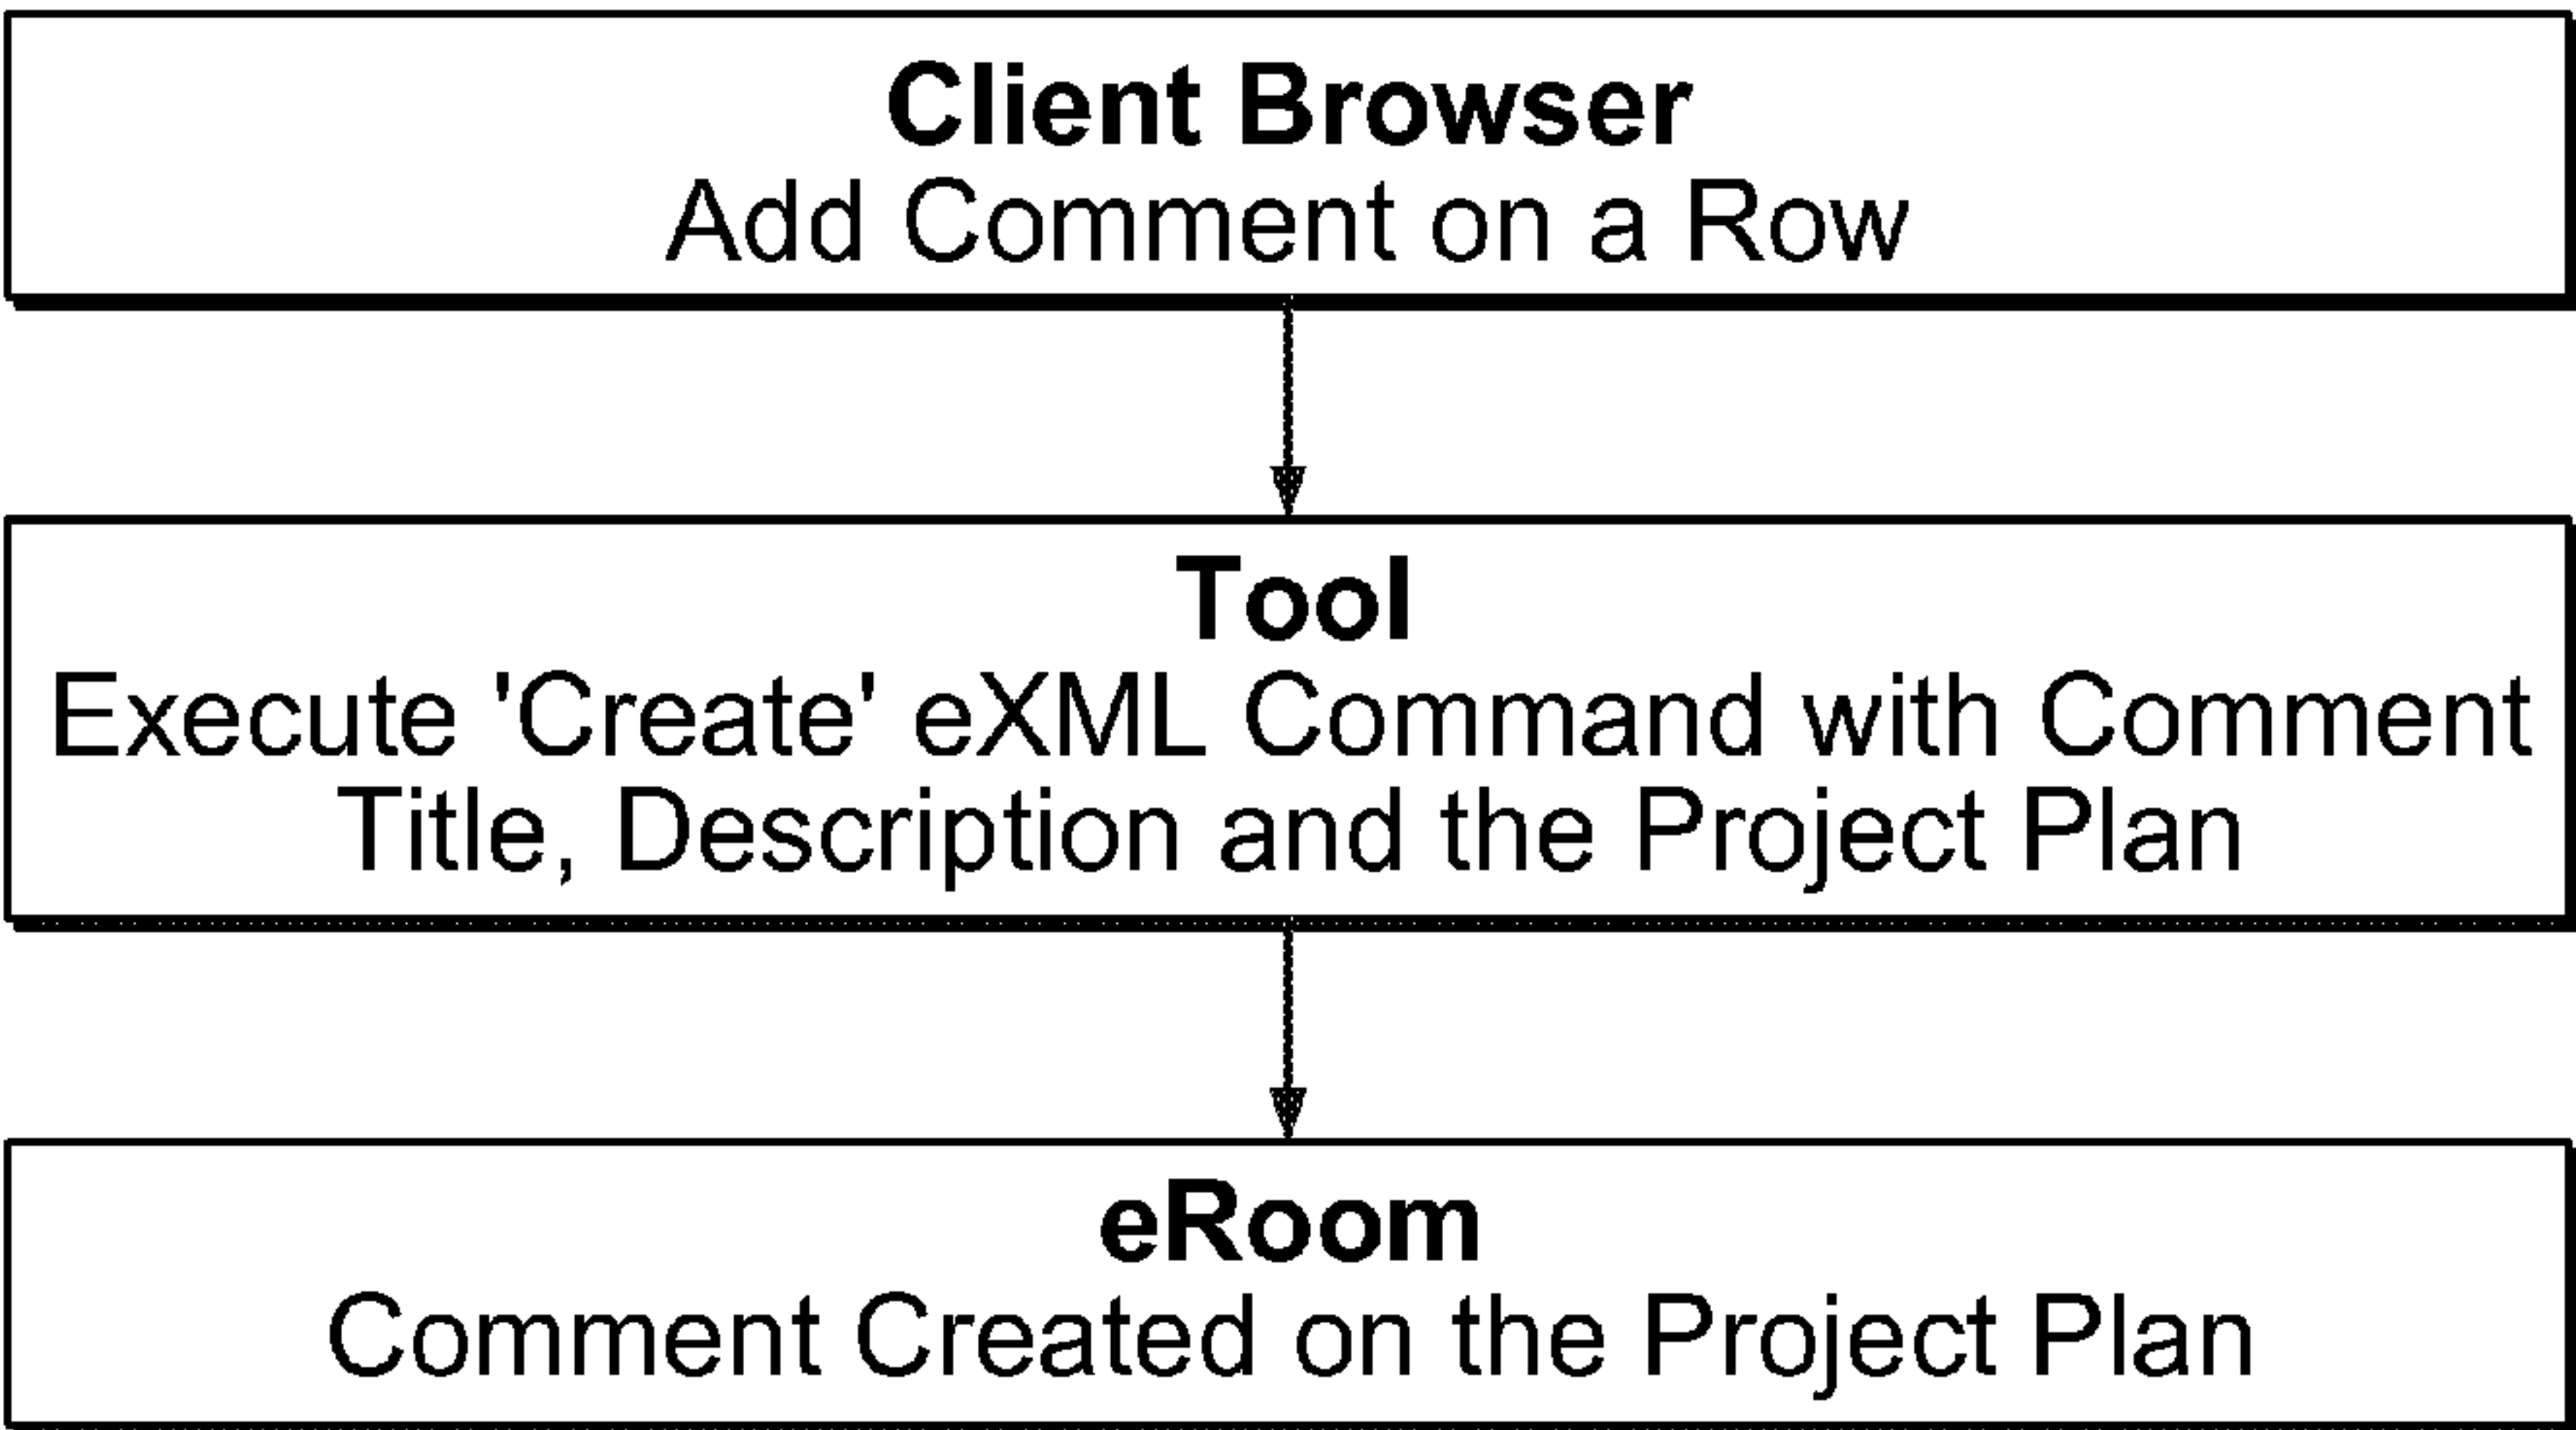 Client Browser
Add Comment on a Row
Tool
Execute 'Create' eXML Command with Comment
Title, Description and the Project Plan
eRoom
Comment Created on the Project Plan